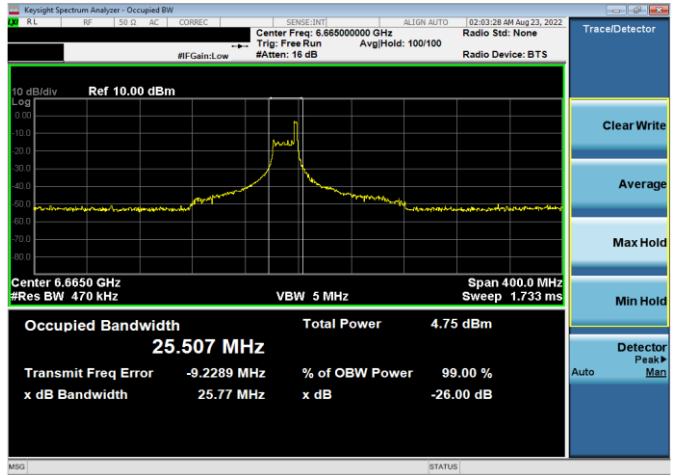 Keysight Spectrum Analyzer - Occupied BW
RL RF 50 Ω AC CORREC SENSE:INT ALIGN AUTO 02:03:28 AM Aug 23, 2022
Center Freq: 6.665000000 GHz Radio Std: None
Trig: Free Run Avg|Hold: 100/100
#IFGain:Low #Atten: 16 dB Radio Device: BTS
Trace/Detector
10 dB/div Ref 10.00 dBm
Log
0.00
-10.0
-20.0
-30.0
-40.0
-50.0
-60.0
-70.0
-80.0
Center 6.6650 GHz Span 400.0 MHz
#Res BW 470 kHz VBW 5 MHz Sweep 1.733 ms
Occupied Bandwidth Total Power 4.75 dBm
25.507 MHz
Transmit Freq Error -9.2289 MHz % of OBW Power 99.00 %
x dB Bandwidth 25.77 MHz x dB -26.00 dB
Clear Write
Average
Max Hold
Min Hold
Detector
Peak▶
Auto Man
MSG STATUS